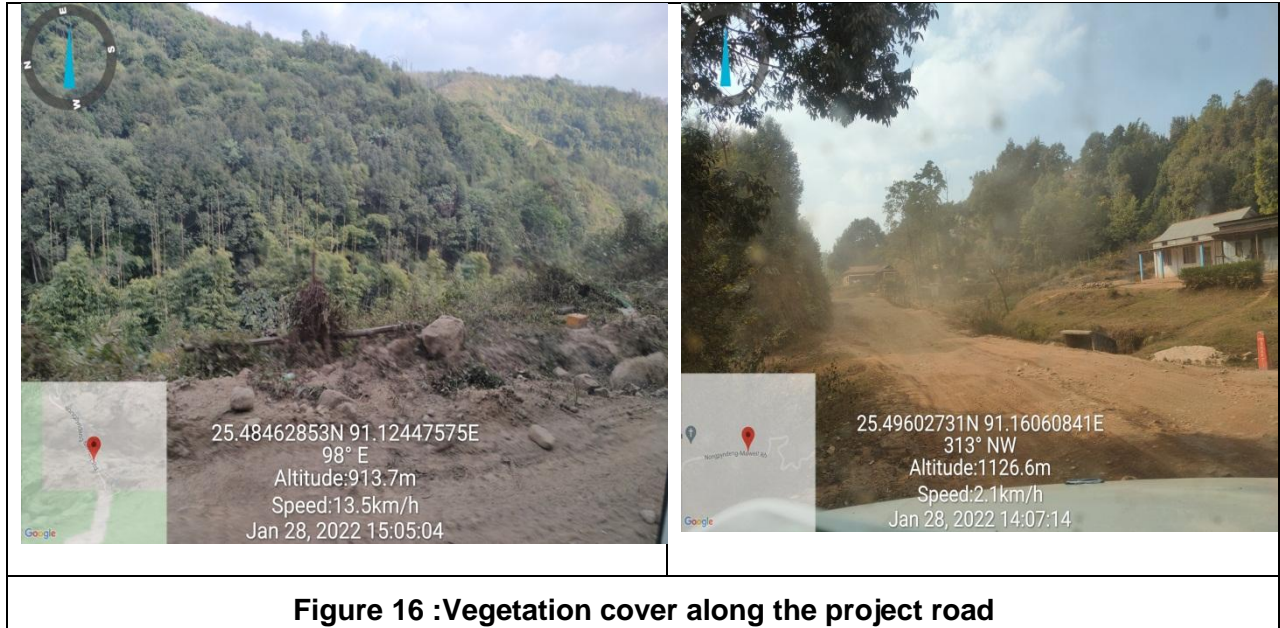 E
N
S
W
25.48462853N 91.12447575E
98° E
Altitude:913.7m
Speed:13.5km/h
Jan 28, 2022 15:05:04
Google
25.49602731N 91.16060841E
313° NW
Altitude:1126.6m
Speed:2.1km/h
Jan 28, 2022 14:07:14
Google
Figure 16 :Vegetation cover along the project road